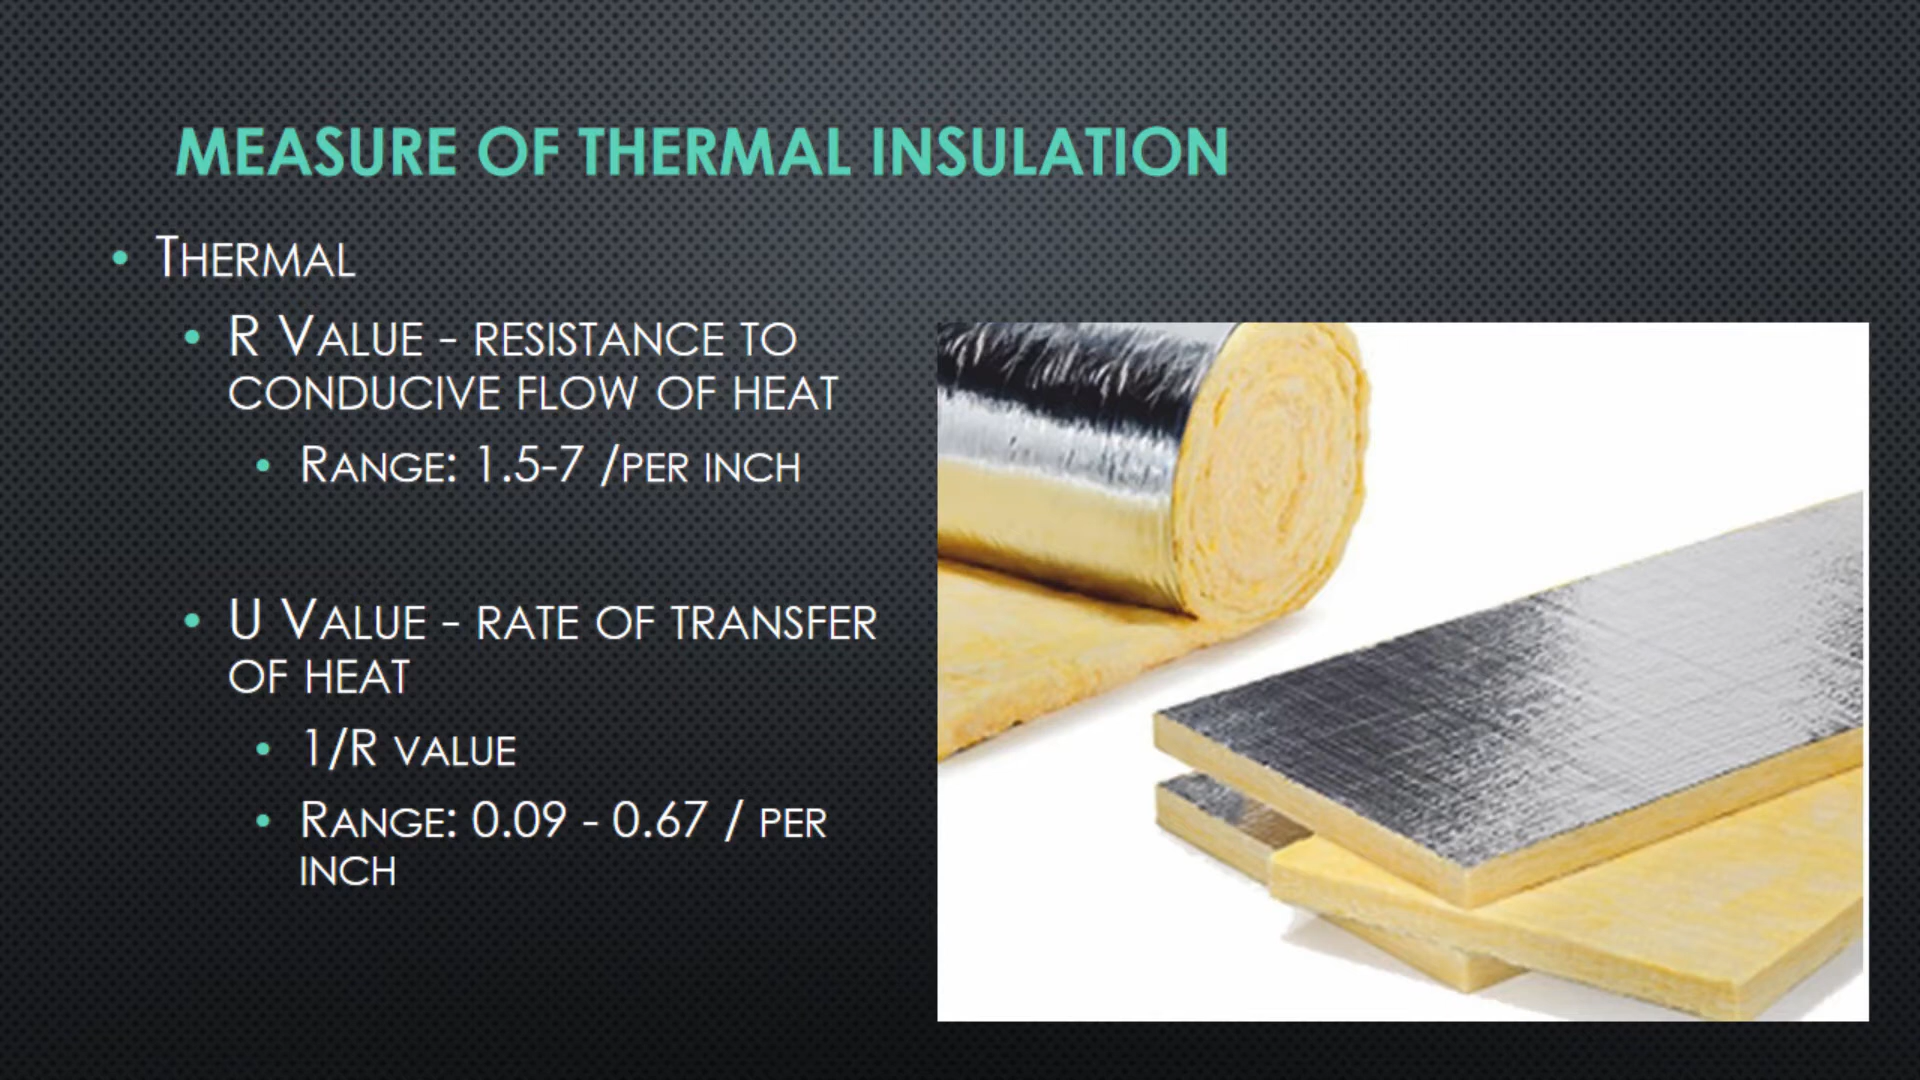 MEASURE OF THERMAL INSULATION
• THERMAL
• R VALUE - RESISTANCE TO
CONDUCIVE FLOW OF HEAT
• RANGE: 1.5-7 /PER INCH
• U VALUE - RATE OF TRANSFER
OF HEAT
• 1/R VALUE
• RANGE: 0.09 - 0.67 / PER
INCH